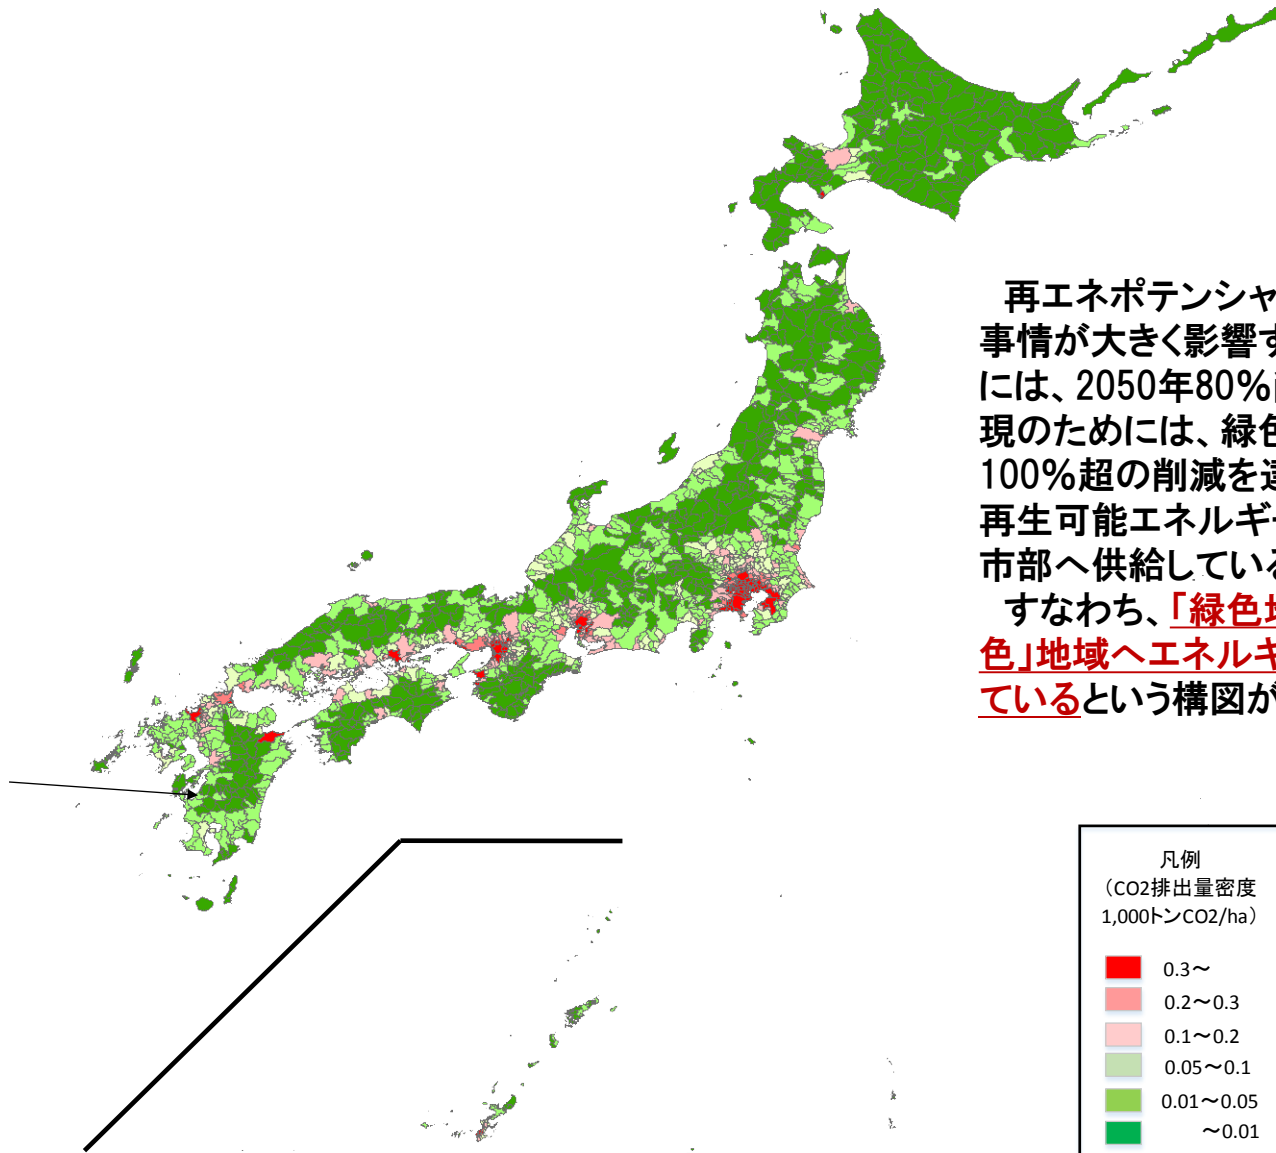 再エネポテンシャ
事情が大きく影響す
には、2050年80％
現のためには、緑色
100％超の削減を達
再生可能エネルギー
市部へ供給している
すなわち、「緑色地
色」地域へエネルギ
ているという構図が
凡例
（CO2排出量密度
1,000トンCO2/ha）
0.3～
0.2～0.3
0.1～0.2
0.05～0.1
0.01～0.05
～0.01